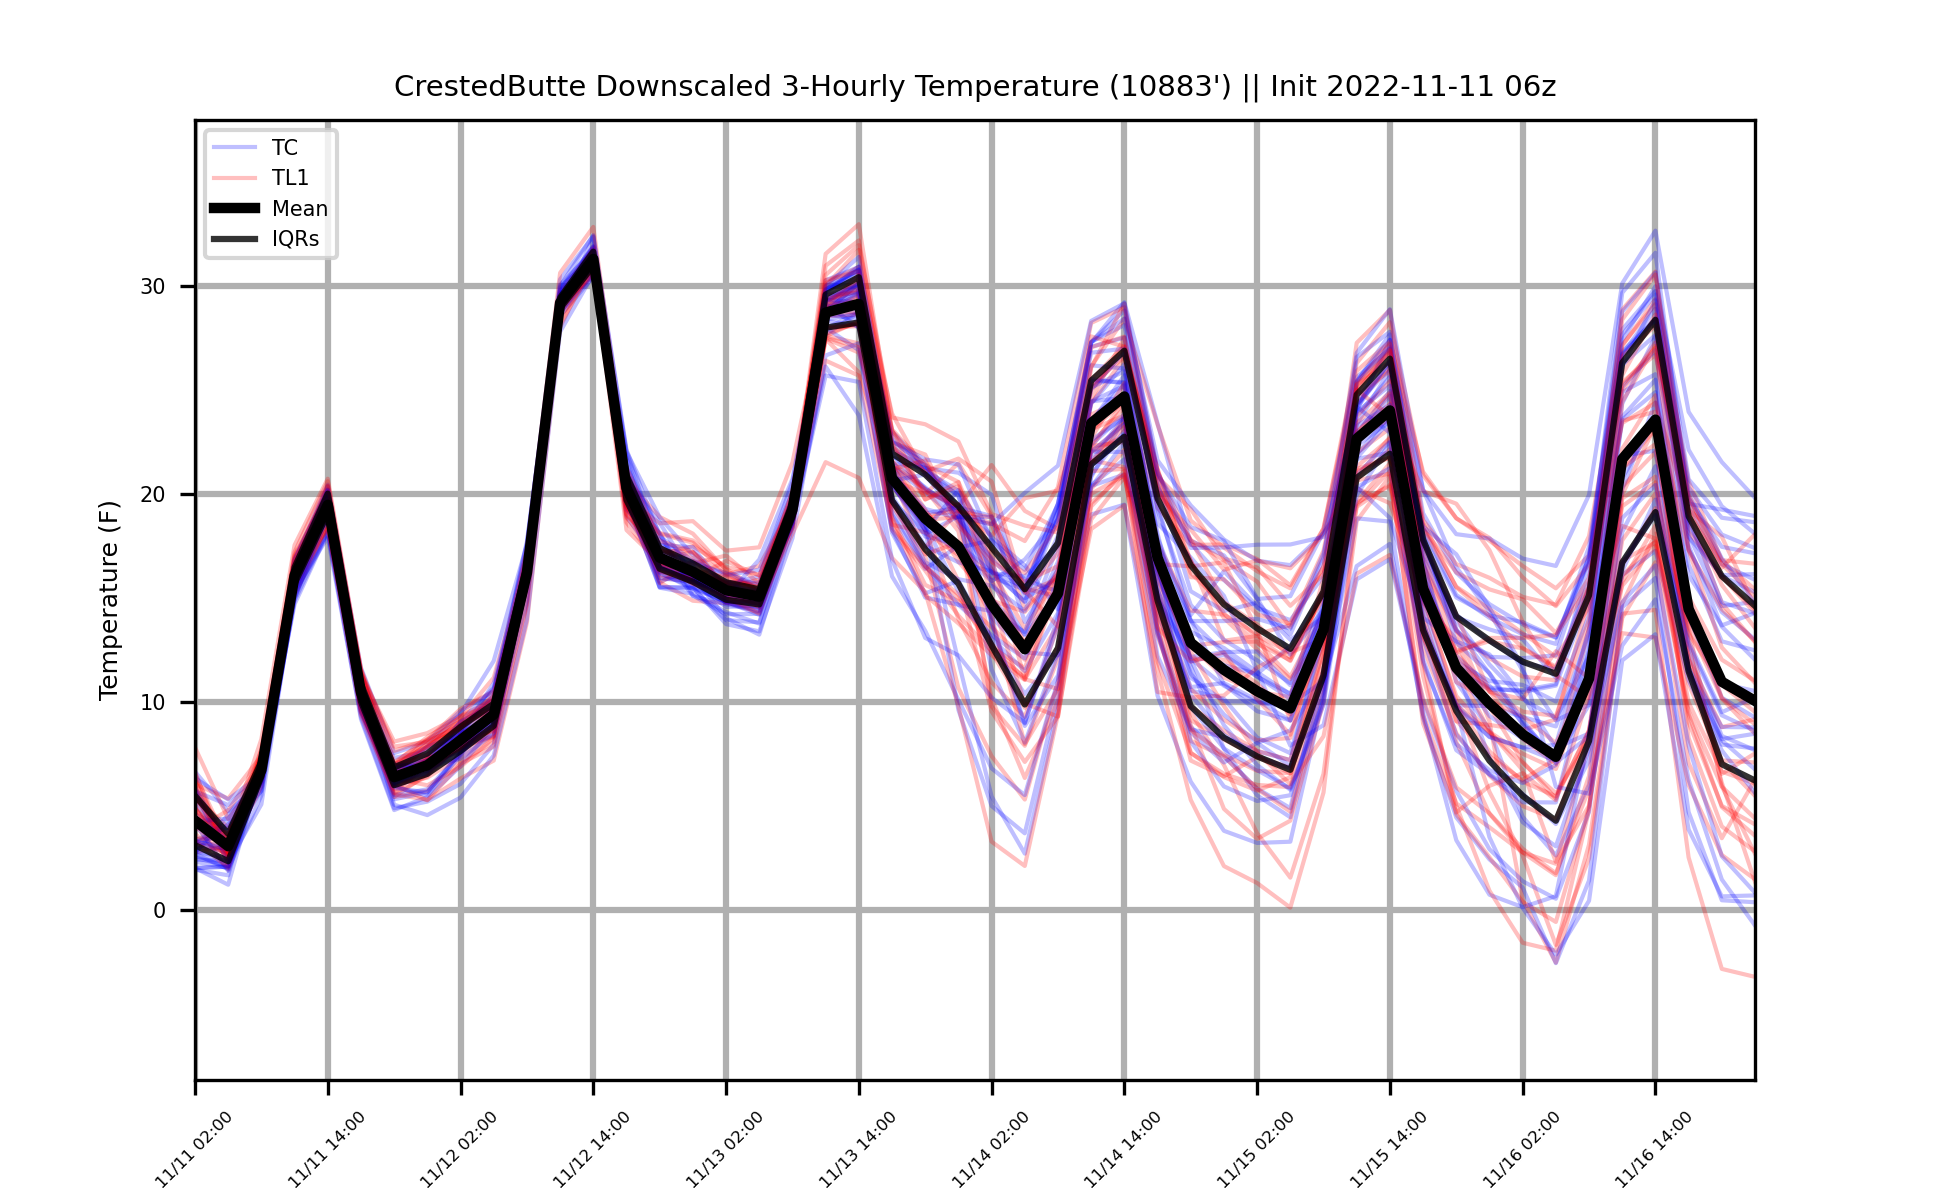 CrestedButte Downscaled 3-Hourly Temperature (10883') || Init 2022-11-11 06z
TC
TL1
Mean
IQRs
Temperature (F)
30
20
10
0
11/11 02:00
11/11 14:00
11/12 02:00
11/12 14:00
11/13 02:00
11/13 14:00
11/14 02:00
11/14 14:00
11/15 02:00
11/15 14:00
11/16 02:00
11/16 14:00